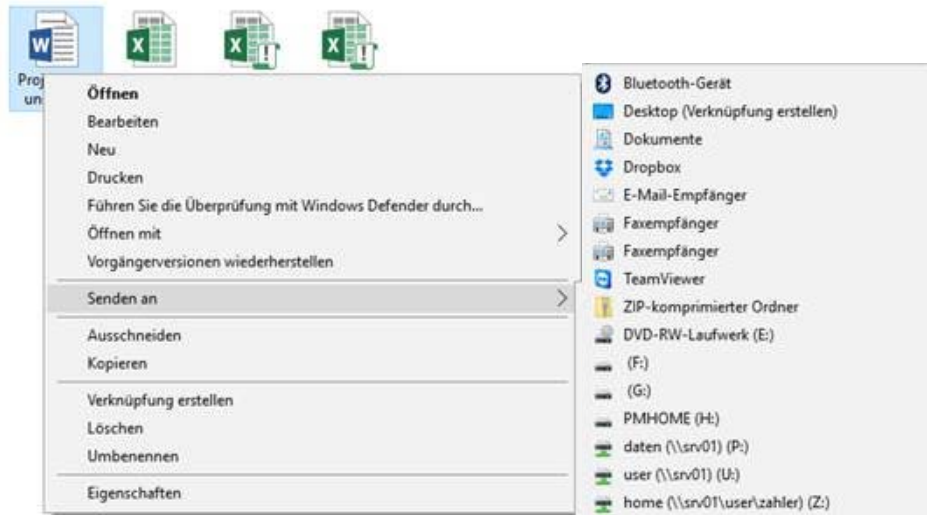 Proj
un
Öffnen
Bearbeiten
Neu
Drucken
Führen Sie die Überprüfung mit Windows Defender durch...
Öffnen mit
Vorgängerversionen wiederherstellen
Senden an
Ausschneiden
Kopieren
Verknüpfung erstellen
Löschen
Umbenennen
Eigenschaften
Bluetooth-Gerät
Desktop (Verknüpfung erstellen)
Dokumente
Dropbox
E-Mail-Empfänger
Faxempfänger
Faxempfänger
TeamViewer
ZIP-komprimierter Ordner
DVD-RW-Laufwerk (E:)
(F:)
(G:)
PMHOME (H:)
daten (\\srv01) (P:)
user (\\srv01) (U:)
home (\\srv01\user\zahler) (Z:)